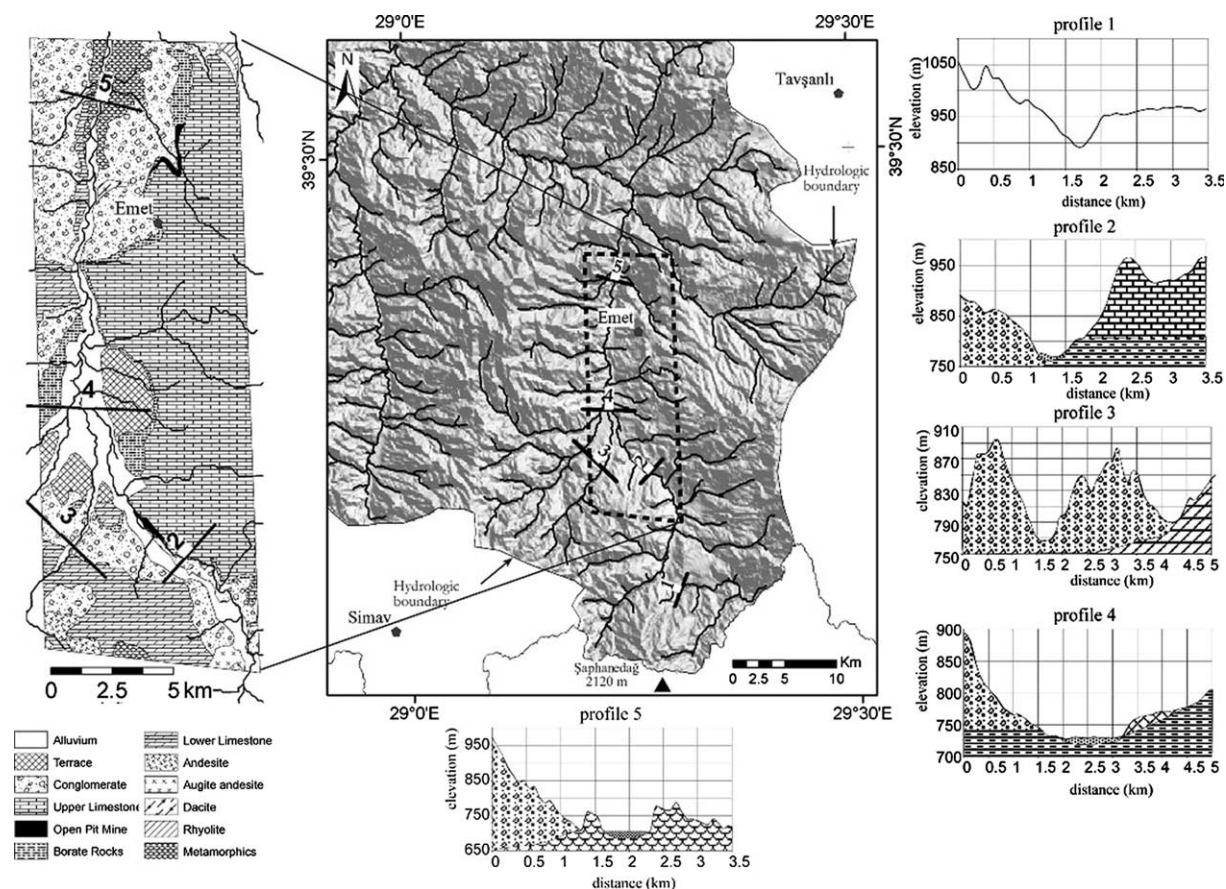 29°0'E
29°30'E
N
Tavşanlı
39°30'N
39°30'N
Hydrologic
boundary
5
Emet
4
3
2
1
Hydrologic
boundary
Simav
Şaphanedağ
2120 m
Km
0 2.5 5 10
29°0'E
29°30'E
5
Emet
4
3
2
0 2.5 5 km
Alluvium
Terrace
Conglomerate
Upper Limestone
Open Pit Mine
Borate Rocks
Lower Limestone
Andesite
Augite andesite
Dacite
Rhyolite
Metamorphics
profile 1
elevation (m)
1050
950
850
0 0.5 1 1.5 2 2.5 3 3.5
distance (km)
profile 2
elevation (m)
950
850
750
0 0.5 1 1.5 2 2.5 3 3.5
distance (km)
profile 3
elevation (m)
910
870
830
790
750
0 0.5 1 1.5 2 2.5 3 3.5 4 4.5 5
distance (km)
profile 4
elevation (m)
900
800
750
700
0 0.5 1 1.5 2 2.5 3 3.5 4 4.5 5
distance (km)
profile 5
elevation (m)
950
850
750
650
0 0.5 1 1.5 2 2.5 3 3.5
distance (km)